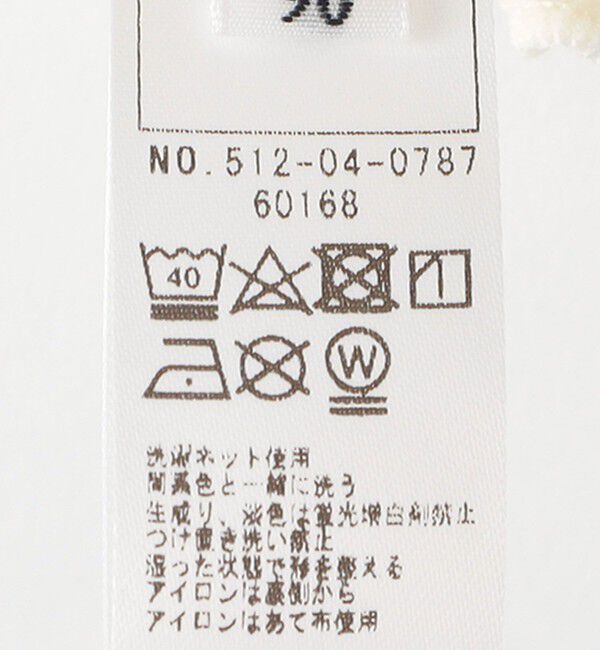 90
NO.512-04-0787
60168
40
W
洗濯ネット使用
同系色と一緒に洗う
生成り、淡色は蛍光増白剤禁止
つけ置き洗い禁止
湿った状態で形を整える
アイロンは裏側から
アイロンはあて布使用